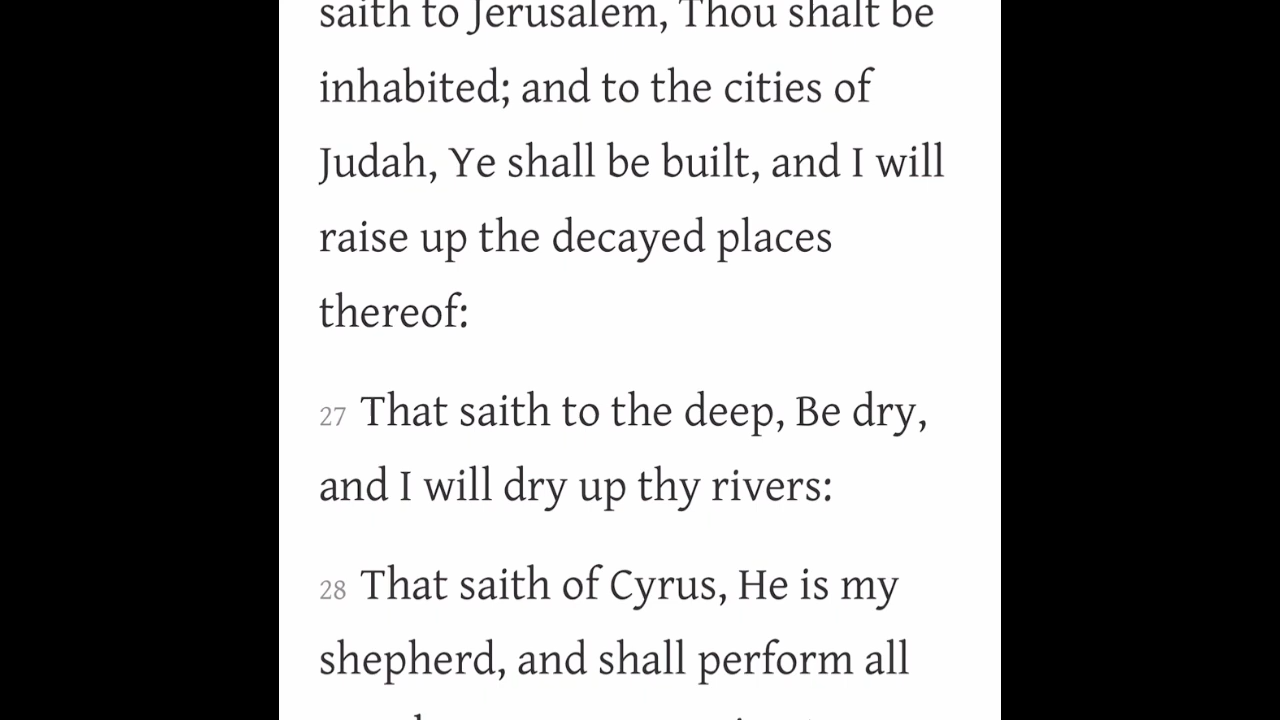 saith to Jerusalem, Thou shalt be
inhabited; and to the cities of
Judah, Ye shall be built, and I will
raise up the decayed places
thereof:
27 That saith to the deep, Be dry,
and I will dry up thy rivers:
28 That saith of Cyrus, He is my
shepherd, and shall perform all